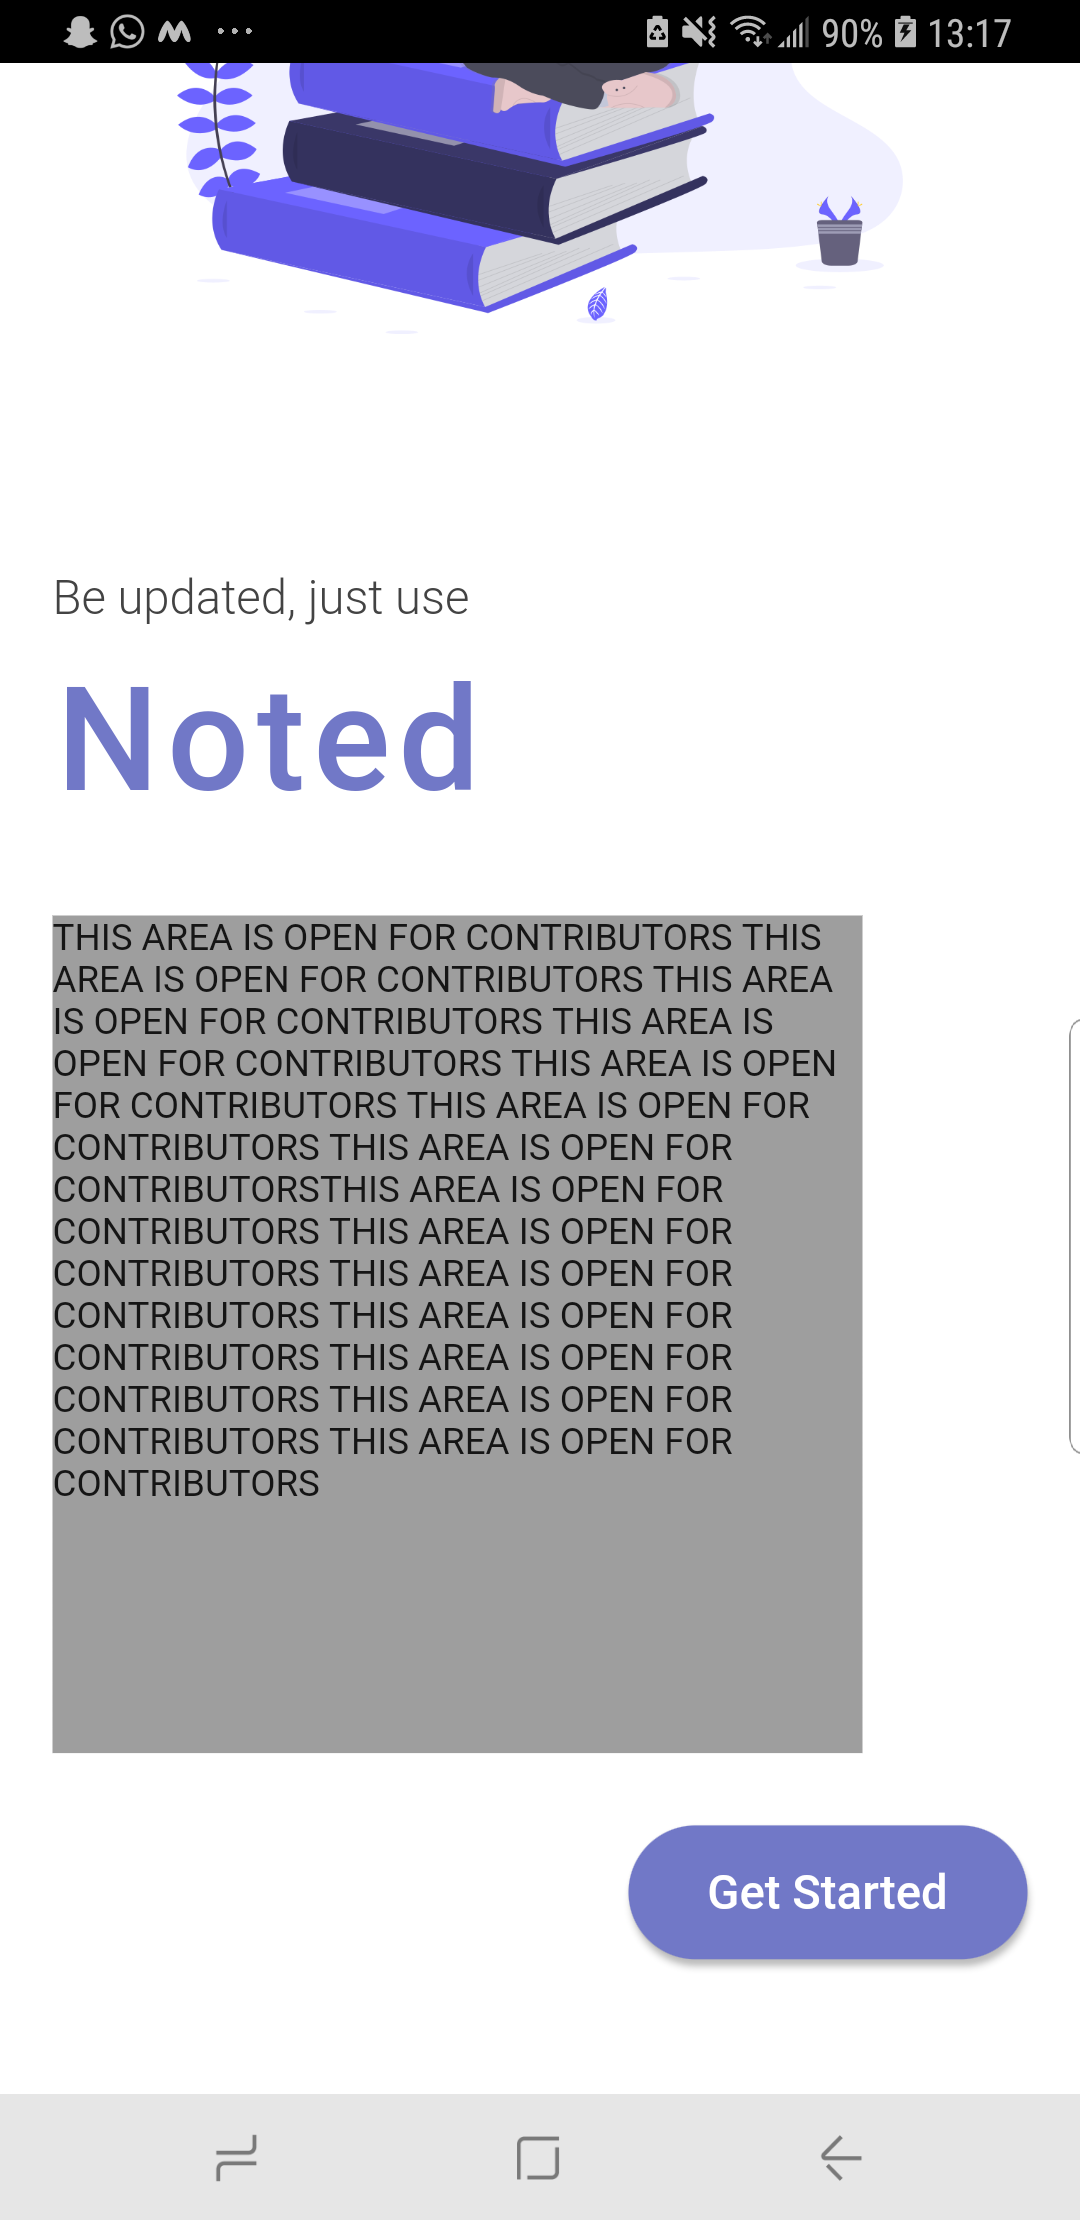 90% 13:17
Be updated, just use
Noted
THIS AREA IS OPEN FOR CONTRIBUTORS THIS
AREA IS OPEN FOR CONTRIBUTORS THIS AREA
IS OPEN FOR CONTRIBUTORS THIS AREA IS
OPEN FOR CONTRIBUTORS THIS AREA IS OPEN
FOR CONTRIBUTORS THIS AREA IS OPEN FOR
CONTRIBUTORS THIS AREA IS OPEN FOR
CONTRIBUTORSTHIS AREA IS OPEN FOR
CONTRIBUTORS THIS AREA IS OPEN FOR
CONTRIBUTORS THIS AREA IS OPEN FOR
CONTRIBUTORS THIS AREA IS OPEN FOR
CONTRIBUTORS THIS AREA IS OPEN FOR
CONTRIBUTORS THIS AREA IS OPEN FOR
CONTRIBUTORS THIS AREA IS OPEN FOR
CONTRIBUTORS
Get Started